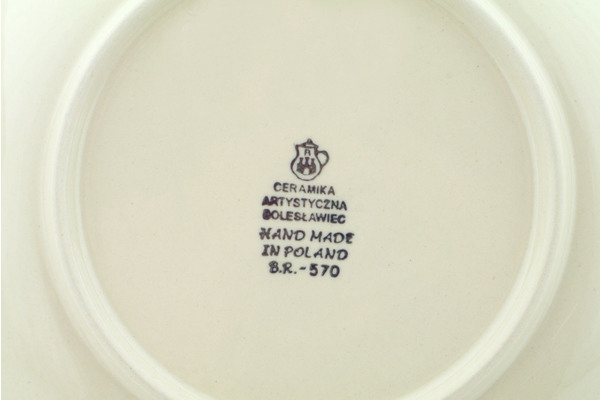 CERAMIKA
ARTYSTYCZNA
BOLESŁAWIEC
HAND MADE
IN POLAND
B.R.-570